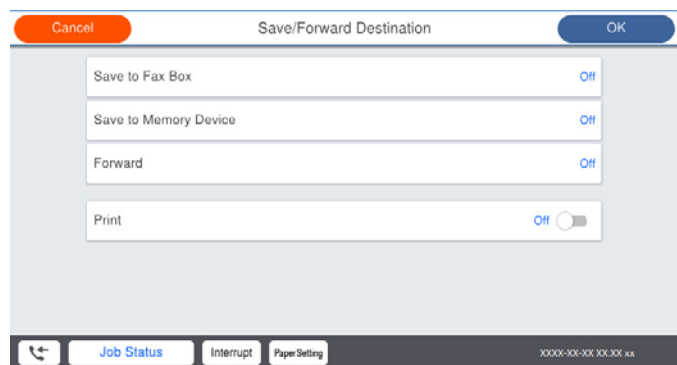 Cancel Save/Forward Destination OK
Save to Fax Box Off
Save to Memory Device Off
Forward Off
Print Off
Job Status Interrupt Paper Setting XXXX-XX-XX XX:XX xx